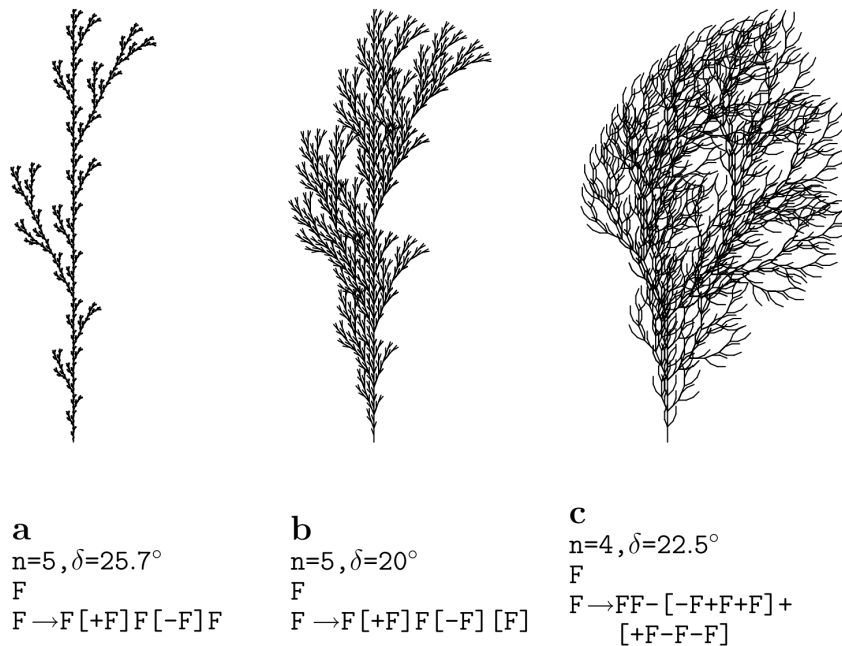 a
n=5,δ=25.7°
F
F→F[+F]F[-F]F
b
n=5,δ=20°
F
F→F[+F]F[-F][F]
c
n=4,δ=22.5°
F
F→FF-[-F+F+F]+
[+F-F-F]